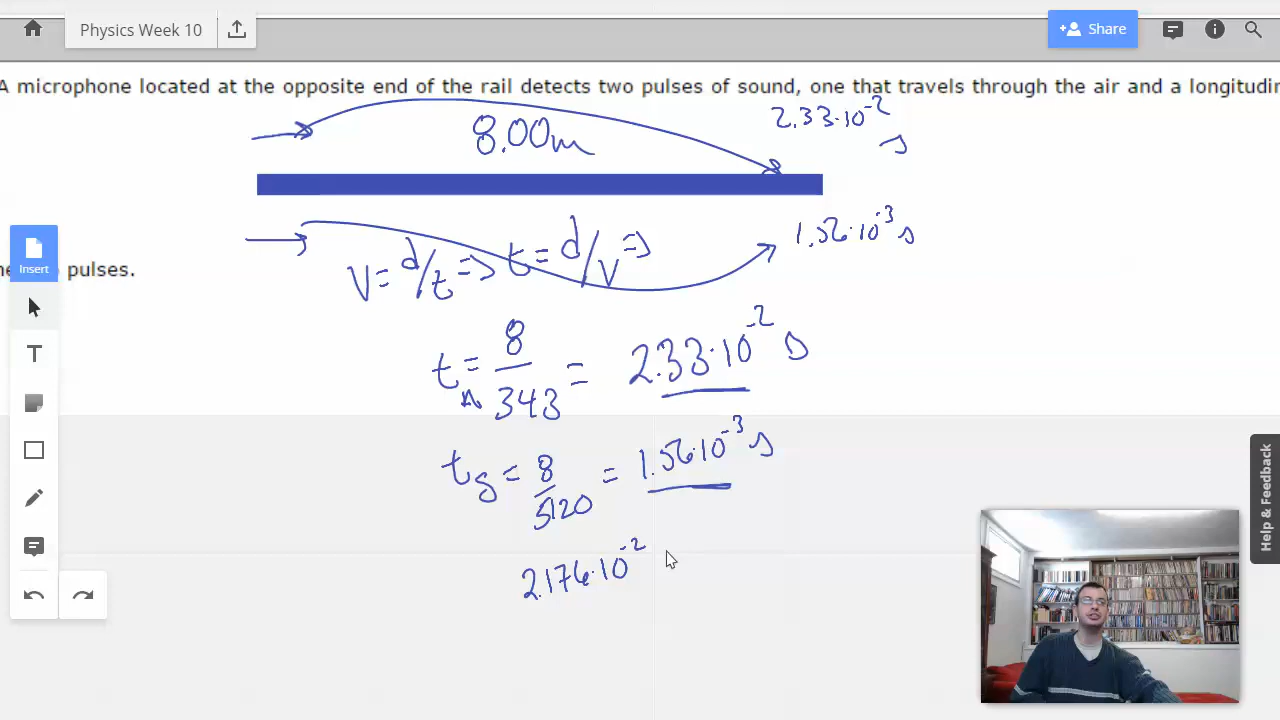 Physics Week 10
Share
A microphone located at the opposite end of the rail detects two pulses of sound, one that travels through the air and a longitudin
2.33·10⁻² s
8.00m
1.56·10⁻³ s
Insert
pulses.
V = d/t => t = d/V =>
t_A = 8/343 = 2.33·10⁻² s
t_s = 8/5120 = 1.56·10⁻³ s
2.176·10⁻²
Help & Feedback